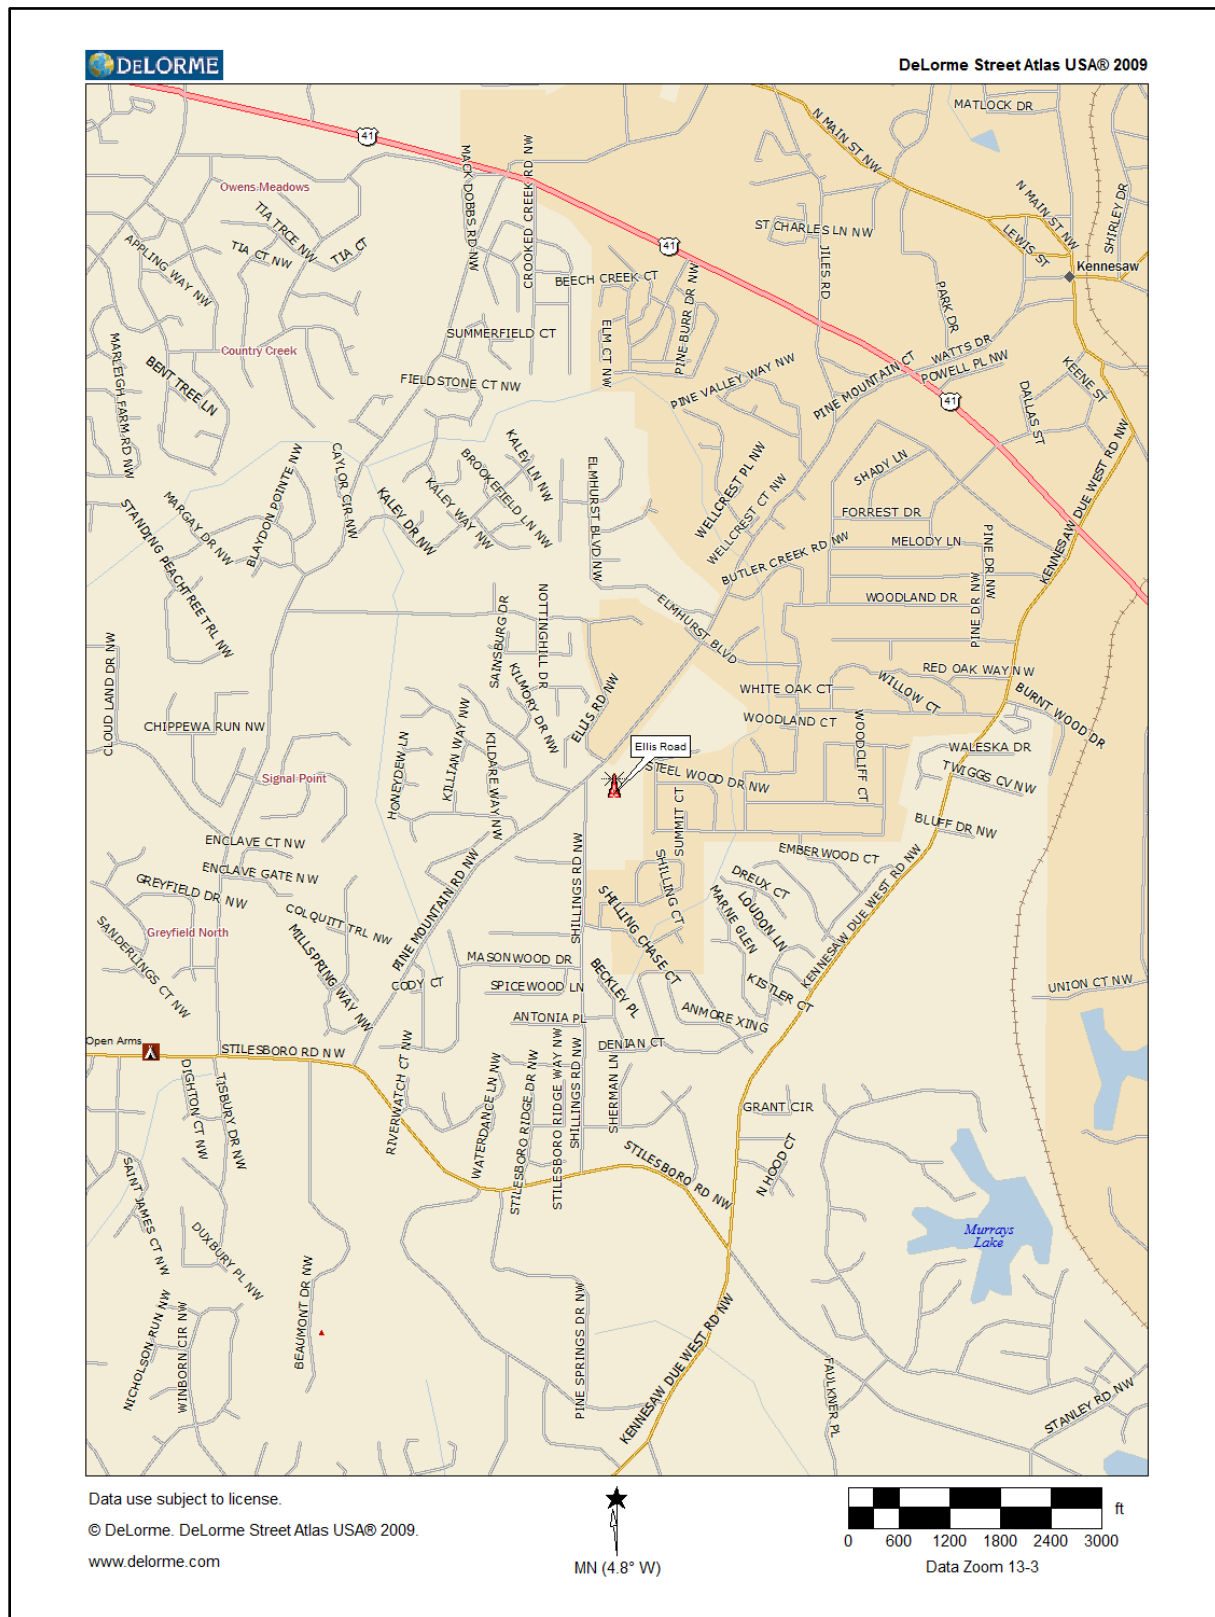 DELORME
DeLorme Street Atlas USA® 2009
MATLOCK DR
N MAIN ST NW
41
MACK DOBBS RD NW
CROOKED CREEK RD NW
Owens Meadows
TIA TRCE NW
TIA CT NW
TIA CT
APPLING WAY NW
ST CHARLES LN NW
N MAIN ST NW
SHIRLEY DR
LEWIS ST
41
JILES RD
Kennesaw
BEECH CREEK CT
PINE BURR DR NW
PARK DR
SUMMERFIELD CT
ELM CT NW
MARLEIGH FARM RD NW
Country Creek
BENT TREE LN
FIELDSTONE CT NW
PINE VALLEY WAY NW
PINE MOUNTAIN CT
WATTS DR
POWELL PL NW
KEENE ST
41
DALLAS ST
CAYLOR CIR NW
BLAYDON POINTE NW
KALEY LN NW
BROOKEFIELD LN NW
KALEY WAY NW
KALEY DR NW
ELMHURST BLVD NW
WELLCREST PL NW
WELLCREST CT NW
SHADY LN
KENNESAW DUE WEST RD NW
STANDING PEACHTREE TRL NW
MARGAY DR NW
FORREST DR
MELODY LN
PINE DR NW
BUTLER CREEK RD NW
WOODLAND DR
PINE DR NW
CLOUD LAND DR NW
SAINSBURG DR
NOTTINGHILL DR
ELMHURST BLVD
RED OAK WAY NW
KILMORY DR NW
WHITE OAK CT
WILLOW CT
BURNT WOOD DR
CHIPPEWA RUN NW
ELLIS RD NW
WOODLAND CT
WOODCLIFF CT
HONEYDEW LN
KILLIAN WAY NW
KILDARE WAY NW
Ellis Road
WALESKA DR
Signal Point
STEEL WOOD DR NW
TWIGGS CV NW
SUMMIT CT
BLUFF DR NW
ENCLAVE CT NW
SHILLINGS RD NW
EMBERWOOD CT
ENCLAVE GATE NW
GREYFIELD DR NW
PINE MOUNTAIN RD NW
SHILLING CT
DREUX CT
LOUDON LN
MARNE GLEN
COLQUITT TRL NW
SHILLING CHASE CT
KENNESAW DUE WEST RD NW
SANDERLINGS CT NW
Greyfield North
MILLSPRING WAY NW
MASONWOOD DR
CODY CT
SPICEWOOD LN
BECKLEY PL
KISTLER CT
UNION CT NW
ANTONIA PL
ANMORE XING
Open Arms
STILESBORO RD NW
DENIAN CT
DIGHTON CT NW
TISBURY DR NW
RIVERWATCH CT NW
WATERDANCE LN NW
STILESBORO RIDGE DR NW
STILESBORO RIDGE WAY NW
SHILLINGS RD NW
SHERMAN LN
GRANT CIR
N HOOD CT
STILESBORO RD NW
SAINT JAMES CT NW
DUXBURY PL NW
Murrays
Lake
BEAUMONT DR NW
NICHOLSON RUN NW
WINBORN CIR NW
PINE SPRINGS DR NW
KENNESAW DUE WEST RD NW
FAULKNER PL
STANLEY RD NW
Data use subject to license.
© DeLorme. DeLorme Street Atlas USA® 2009.
www.delorme.com
MN (4.8° W)
ft
0 600 1200 1800 2400 3000
Data Zoom 13-3